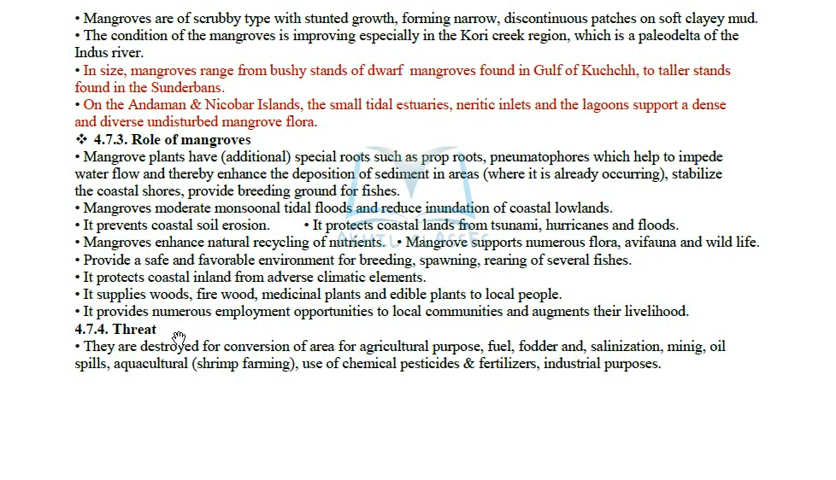 • Mangroves are of scrubby type with stunted growth, forming narrow, discontinuous patches on soft clayey mud.
• The condition of the mangroves is improving especially in the Kori creek region, which is a paleodelta of the
Indus river.
• In size, mangroves range from bushy stands of dwarf mangroves found in Gulf of Kuchchh, to taller stands
found in the Sunderbans.
• On the Andaman & Nicobar Islands, the small tidal estuaries, neritic inlets and the lagoons support a dense
and diverse undisturbed mangrove flora.
❖ 4.7.3. Role of mangroves
• Mangrove plants have (additional) special roots such as prop roots, pneumatophores which help to impede
water flow and thereby enhance the deposition of sediment in areas (where it is already occurring), stabilize
the coastal shores, provide breeding ground for fishes.
• Mangroves moderate monsoonal tidal floods and reduce inundation of coastal lowlands.
• It prevents coastal soil erosion. • It protects coastal lands from tsunami, hurricanes and floods.
• Mangroves enhance natural recycling of nutrients. • Mangrove supports numerous flora, avifauna and wild life.
AKHIL CLASSES
• Provide a safe and favorable environment for breeding, spawning, rearing of several fishes.
• It protects coastal inland from adverse climatic elements.
• It supplies woods, fire wood, medicinal plants and edible plants to local people.
• It provides numerous employment opportunities to local communities and augments their livelihood.
4.7.4. Threat
• They are destroyed for conversion of area for agricultural purpose, fuel, fodder and, salinization, minig, oil
spills, aquacultural (shrimp farming), use of chemical pesticides & fertilizers, industrial purposes.